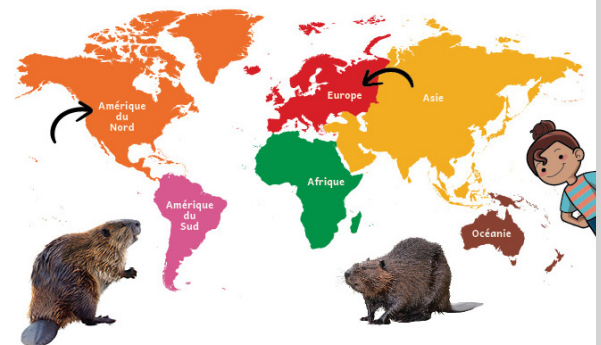 Amérique
du
Nord
Europe
Asie
Afrique
Amérique
du
Sud
Océanie